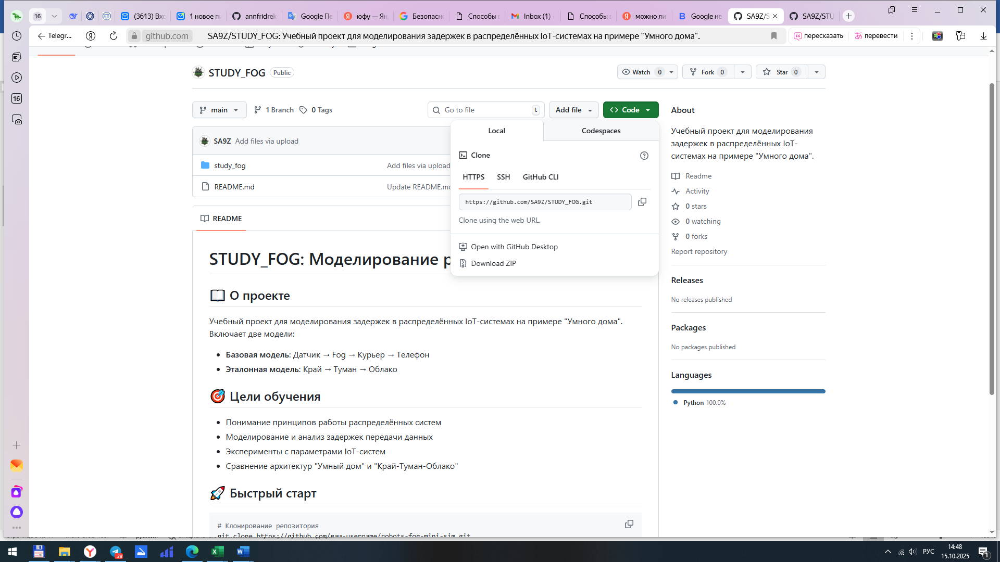 16
(3613) Вхо
1 новое пи
annfridrek
Google Пе
юфу — Ян
Безопасно
Способы в
Inbox (1) -
Способы в
можно ли
Google не
SA9Z/S
SA9Z/STU
Telegr...
github.com
SA9Z/STUDY_FOG: Учебный проект для моделирования задержек в распределённых IoT-системах на примере "Умного дома".
пересказать
перевести
16
STUDY_FOG
Public
Watch 0
Fork 0
Star 0
main
1 Branch
0 Tags
Go to file
t
Add file
Code
SA9Z Add files via upload
study_fog
Add files via upload
README.md
Update README.md
Local
Codespaces
Clone
HTTPS
SSH
GitHub CLI
https://github.com/SA9Z/STUDY_FOG.git
Clone using the web URL.
Open with GitHub Desktop
Download ZIP
README
STUDY_FOG: Моделирование р
О проекте
Учебный проект для моделирования задержек в распределённых IoT-системах на примере "Умного дома".
Включает две модели:
Базовая модель: Датчик → Fog → Курьер → Телефон
Эталонная модель: Край → Туман → Облако
Цели обучения
Понимание принципов работы распределённых систем
Моделирование и анализ задержек передачи данных
Эксперименты с параметрами IoT-систем
Сравнение архитектур "Умный дом" и "Край-Туман-Облако"
Быстрый старт
# Клонирование репозитория
git clone https://github.com/ваш-username/robots-fog-mini-sim.git
About
Учебный проект для моделирования
задержек в распределённых IoT-
системах на примере "Умного дома".
Readme
Activity
0 stars
0 watching
0 forks
Report repository
Releases
No releases published
Packages
No packages published
Languages
Python 100.0%
38
РУС
14:48
15.10.2025
1